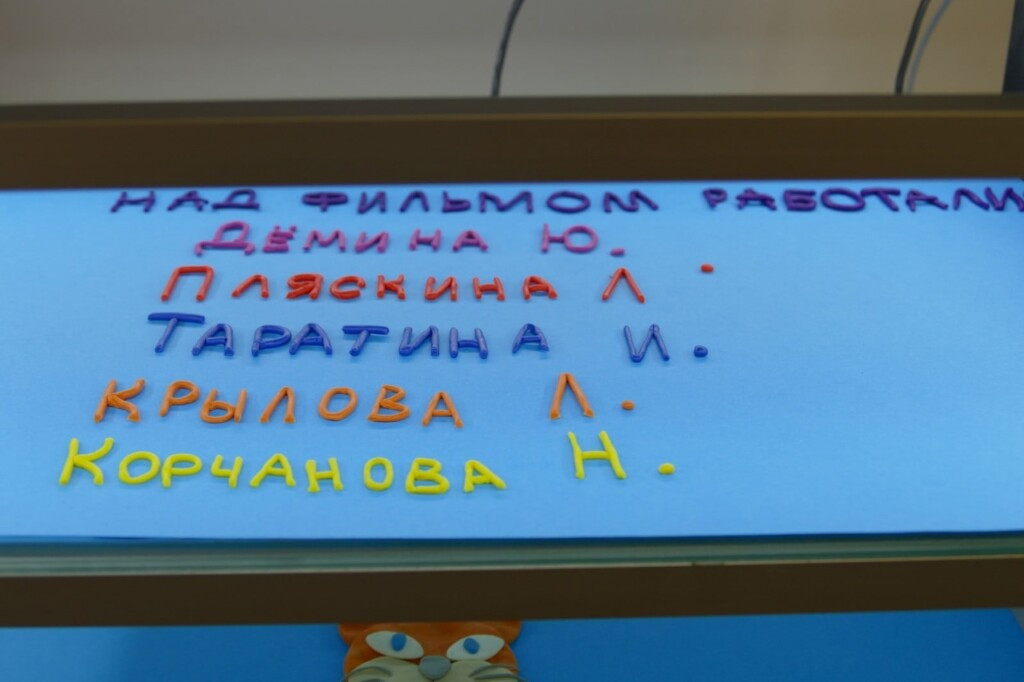 НАД ФИЛЬМОМ РАБОТАЛИ
ДЁМИНА Ю.
ПЛЯСКИНА Л.
ТАРАТИНА И.
КРЫЛОВА Л.
КОРЧАНОВА Н.